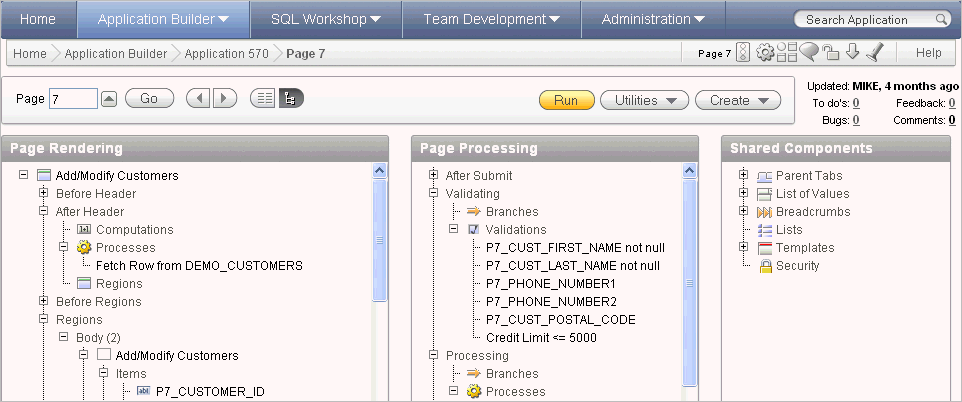 Home Application Builder SQL Workshop Team Development Administration Search Application
Home Application Builder Application 570 Page 7 Page 7 Help
Page 7 Go Run Utilities Create
Updated: MIKE, 4 months ago
To do's: 0 Feedback: 0
Bugs: 0 Comments: 0
Page Rendering
Add/Modify Customers
Before Header
After Header
Computations
Processes
Fetch Row from DEMO_CUSTOMERS
Regions
Before Regions
Regions
Body (2)
Add/Modify Customers
Items
abl P7_CUSTOMER_ID
Page Processing
After Submit
Validating
Branches
Validations
P7_CUST_FIRST_NAME not null
P7_CUST_LAST_NAME not null
P7_PHONE_NUMBER1
P7_PHONE_NUMBER2
P7_CUST_POSTAL_CODE
Credit Limit <= 5000
Processing
Branches
Processes
Shared Components
Parent Tabs
List of Values
Breadcrumbs
Lists
Templates
Security